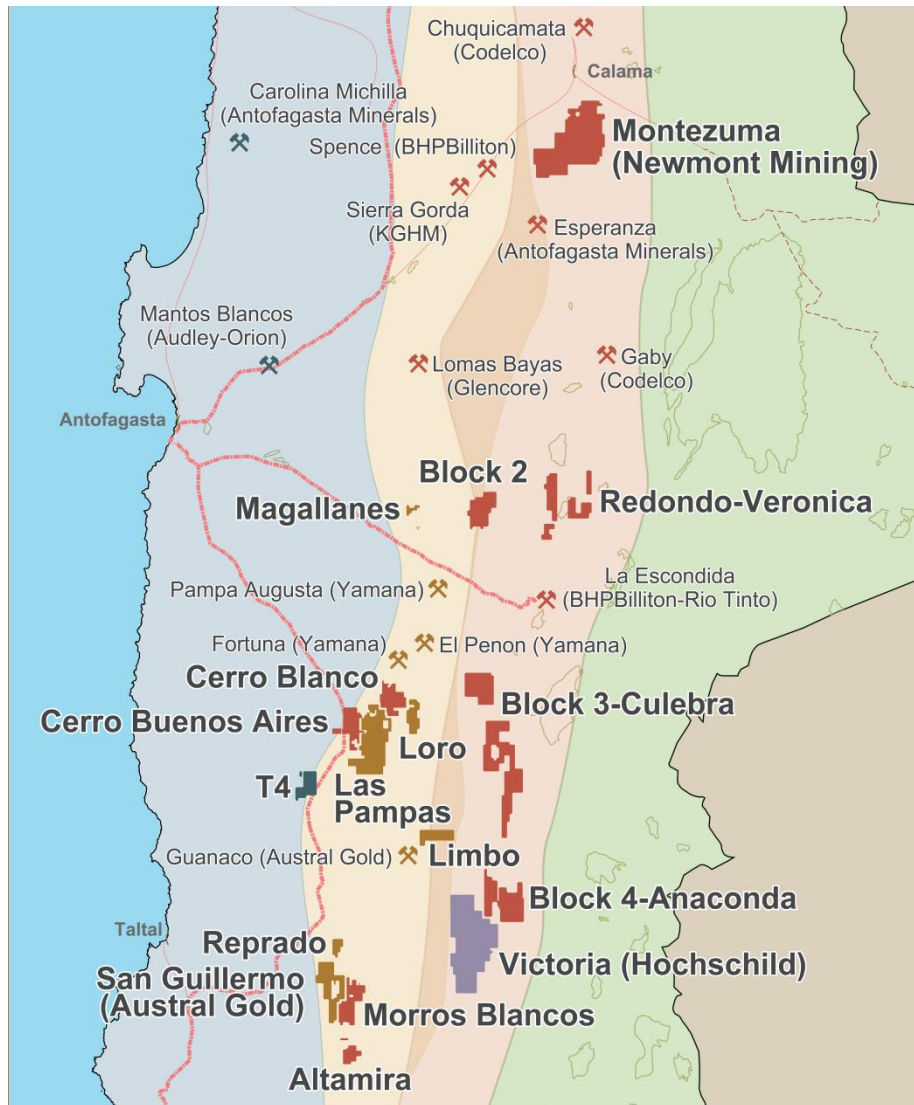 Chuquicamata
(Codelco)
Calama
Carolina Michilla
(Antofagasta Minerals)
Montezuma
(Newmont Mining)
Spence (BHPBilliton)
Sierra Gorda
(KGHM)
Esperanza
(Antofagasta Minerals)
Mantos Blancos
(Audley-Orion)
Lomas Bayas
(Glencore)
Gaby
(Codelco)
Antofagasta
Block 2
Redondo-Veronica
Magallanes
La Escondida
(BHPBilliton-Rio Tinto)
Pampa Augusta (Yamana)
Fortuna (Yamana)
El Penon (Yamana)
Cerro Blanco
Block 3-Culebra
Cerro Buenos Aires
Loro
T4
Las
Pampas
Guanaco (Austral Gold)
Limbo
Block 4-Anaconda
Taltal
Reprado
Victoria (Hochschild)
San Guillermo
(Austral Gold)
Morros Blancos
Altamira